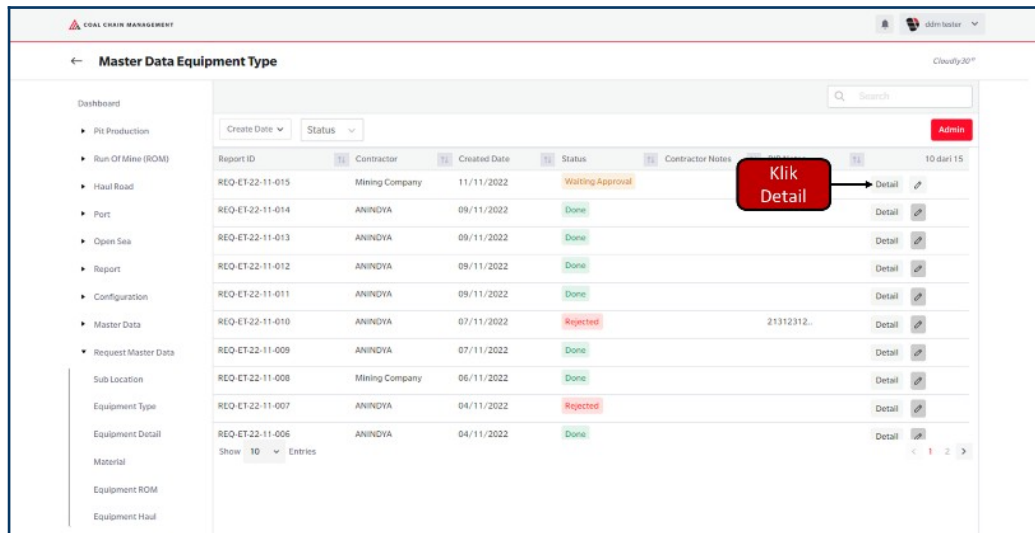 COAL CHAIN MANAGEMENT
ddm tester
← Master Data Equipment Type
Cloudly30
Search
Dashboard
Pit Production
Run Of Mine (ROM)
Haul Road
Port
Open Sea
Report
Configuration
Master Data
Request Master Data
Sub Location
Equipment Type
Equipment Detail
Material
Equipment ROM
Equipment Haul
Create Date Status
Admin
Report ID Contractor Created Date Status Contractor Notes Notes 10 dari 15
REQ-ET-22-11-015 Mining Company 11/11/2022 Waiting Approval Detail
Klik
Detail
REQ-ET-22-11-014 ANINDYA 09/11/2022 Done Detail
REQ-ET-22-11-013 ANINDYA 09/11/2022 Done Detail
REQ-ET-22-11-012 ANINDYA 09/11/2022 Done Detail
REQ-ET-22-11-011 ANINDYA 09/11/2022 Done Detail
REQ-ET-22-11-010 ANINDYA 07/11/2022 Rejected 21312312.. Detail
REQ-ET-22-11-009 ANINDYA 07/11/2022 Done Detail
REQ-ET-22-11-008 Mining Company 06/11/2022 Done Detail
REQ-ET-22-11-007 ANINDYA 04/11/2022 Rejected Detail
REQ-ET-22-11-006 ANINDYA 04/11/2022 Done Detail
Show 10 Entries
< 1 2 >